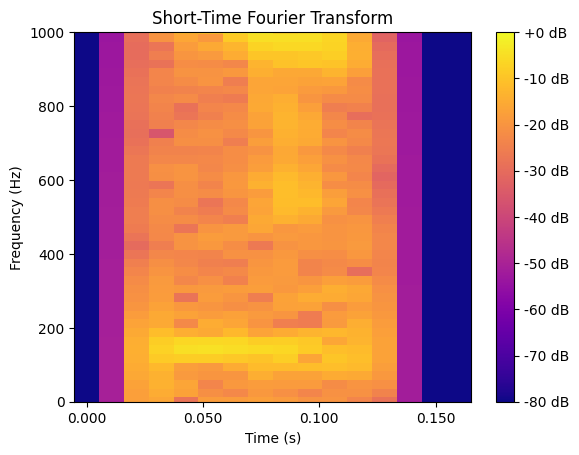 Short-Time Fourier Transform
1000
800
600
400
200
0
Frequency (Hz)
0.000
0.050
0.100
0.150
Time (s)
+0 dB
-10 dB
-20 dB
-30 dB
-40 dB
-50 dB
-60 dB
-70 dB
-80 dB